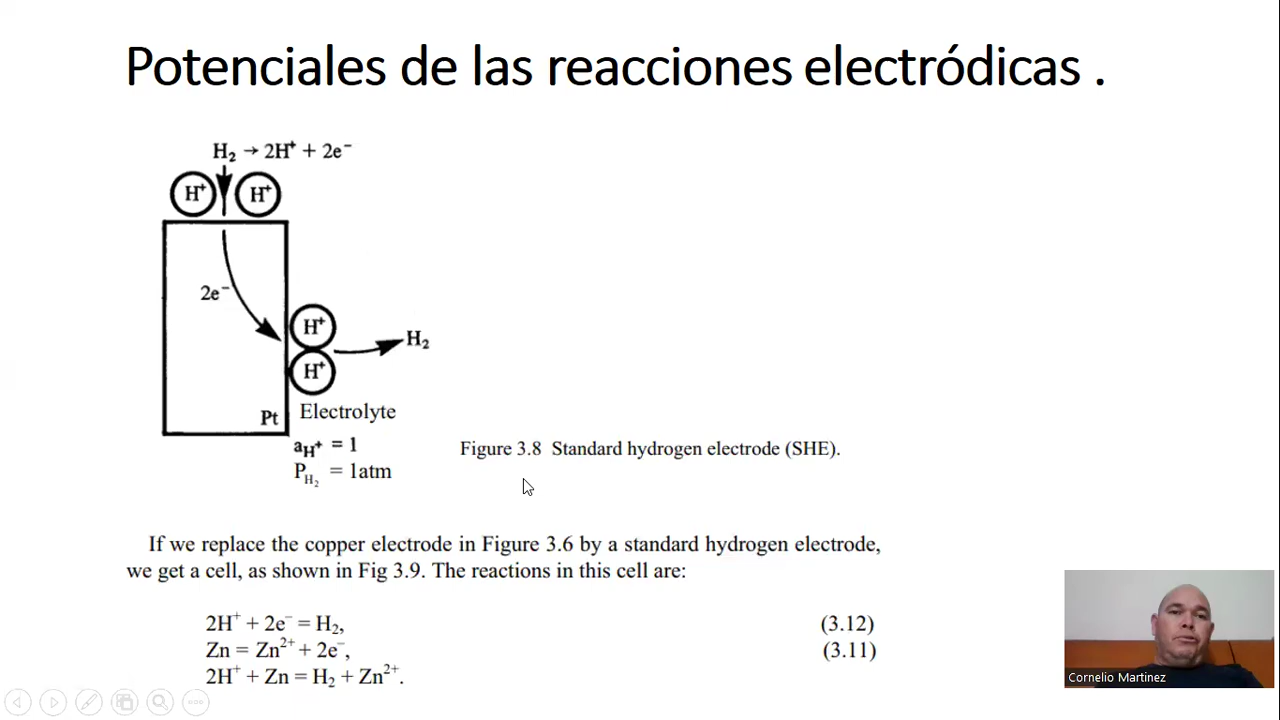 Potenciales de las reacciones electródicas .
H₂ → 2H⁺ + 2e⁻
H⁺ H⁺
2e⁻
H⁺
H₂
H⁺
Pt
Electrolyte
a_H⁺ = 1
P_H₂ = 1atm
Figure 3.8 Standard hydrogen electrode (SHE).
If we replace the copper electrode in Figure 3.6 by a standard hydrogen electrode,
we get a cell, as shown in Fig 3.9. The reactions in this cell are:
2H⁺ + 2e⁻ = H₂, (3.12)
Zn = Zn²⁺ + 2e⁻, (3.11)
2H⁺ + Zn = H₂ + Zn²⁺.
Cornelio Martinez